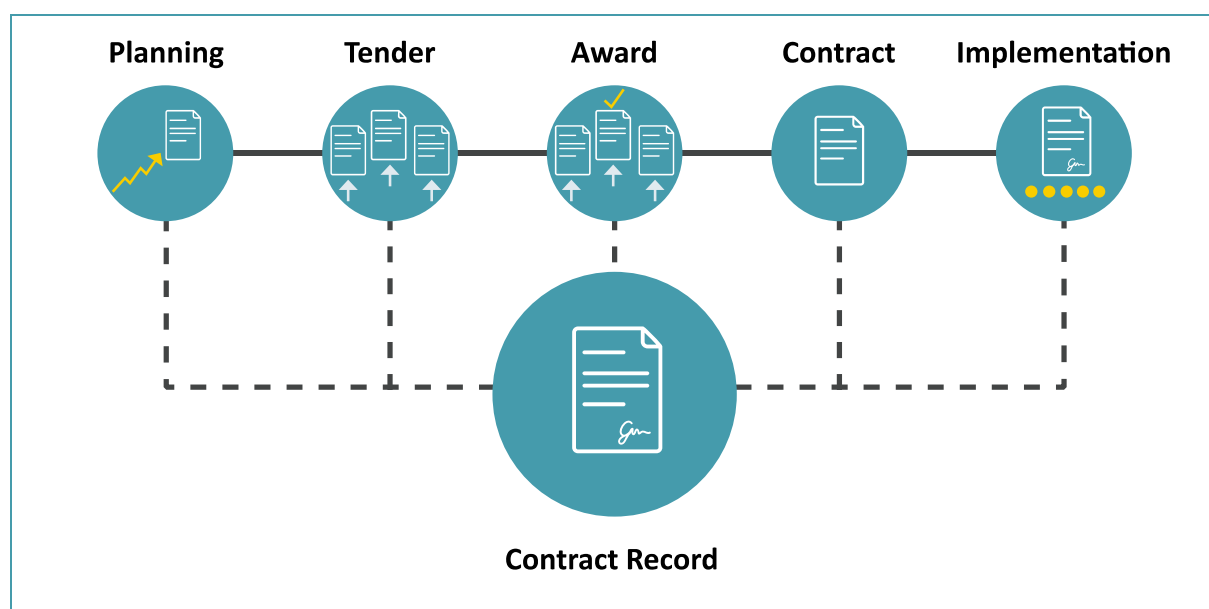 Planning
Tender
Award
Contract
Implementation
Contract Record